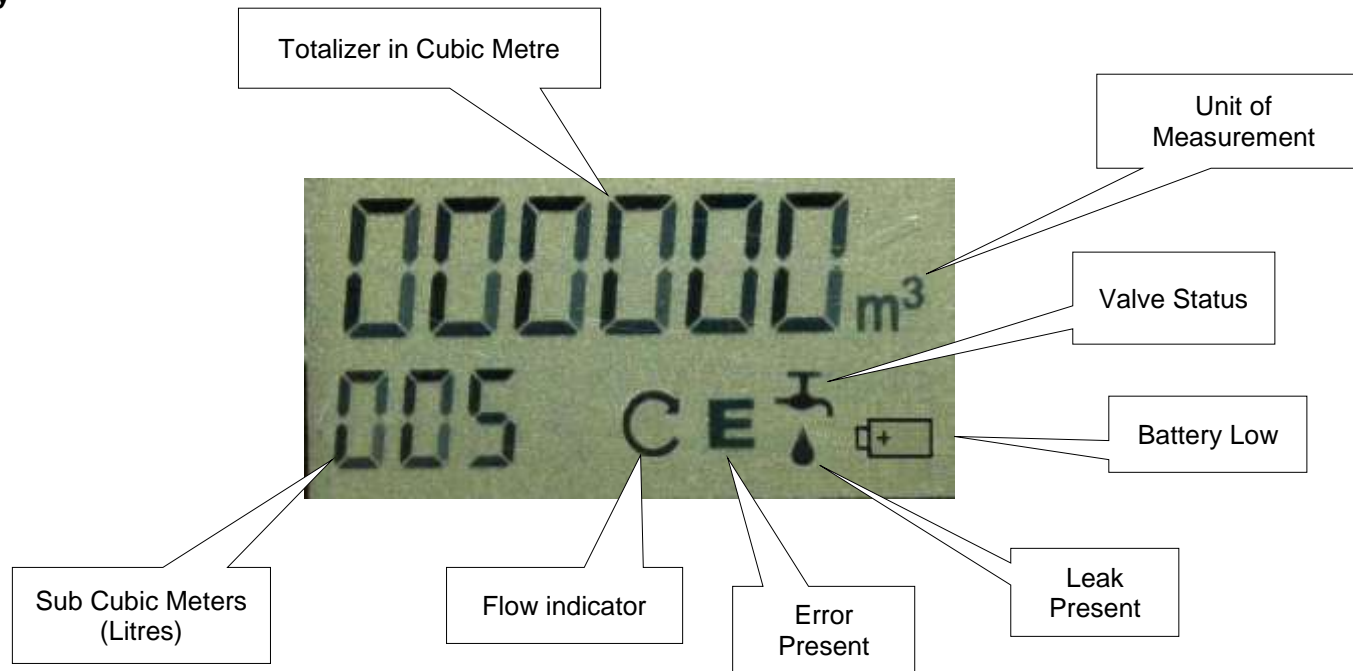 Totalizer in Cubic Metre
Unit of
Measurement
000000 m³
Valve Status
005 E
Battery Low
Sub Cubic Meters
(Litres)
Flow indicator
Error
Present
Leak
Present